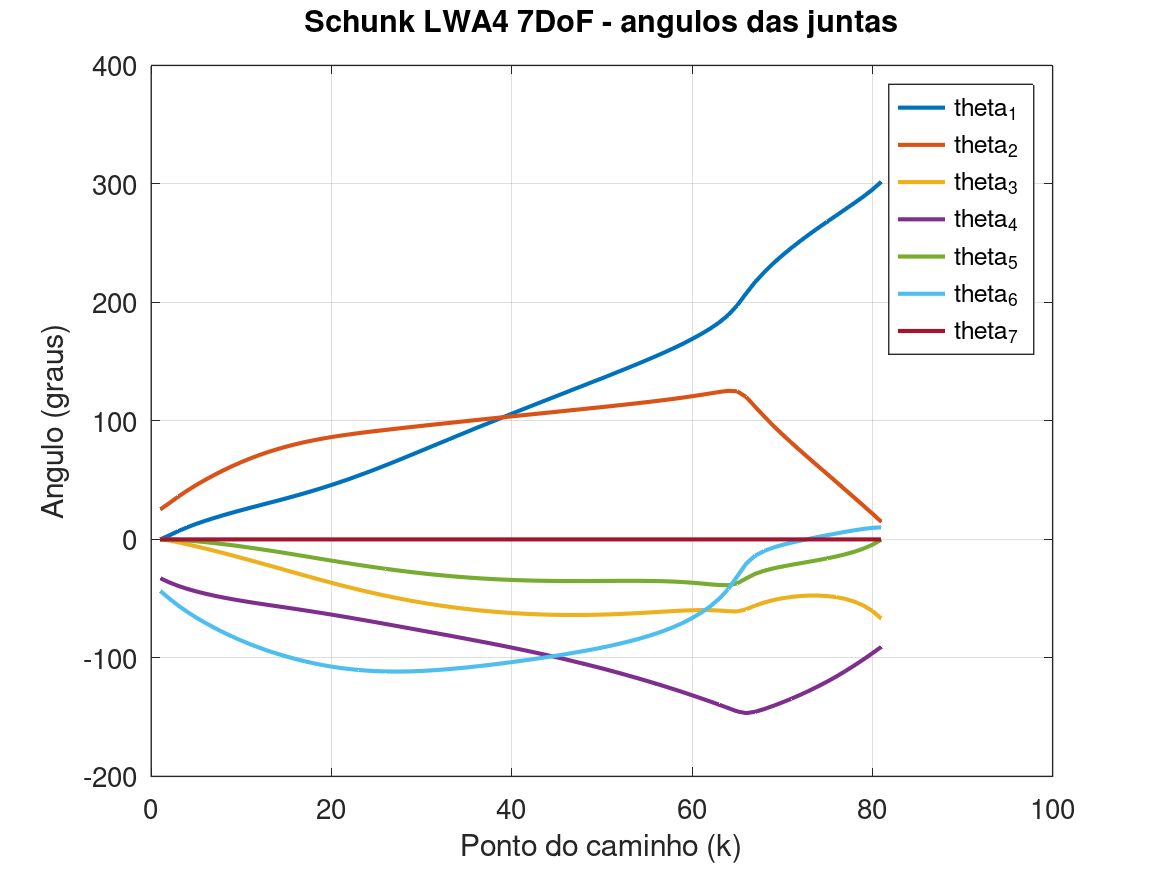 Schunk LWA4 7DoF - angulos das juntas
400
300
200
100
0
-100
-200
0 20 40 60 80 100
Angulo (graus)
Ponto do caminho (k)
theta1
theta2
theta3
theta4
theta5
theta6
theta7